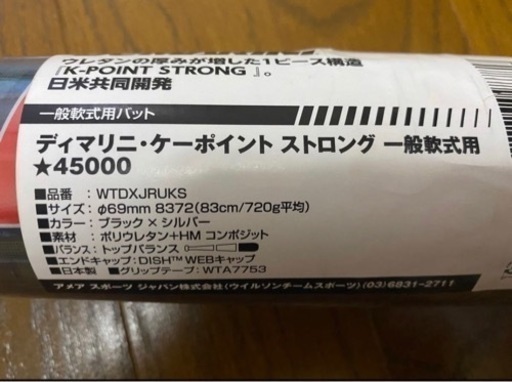 ウレタンの厚みが増した1ピース構造
『K-POINT STRONG 』。
日米共同開発
一般軟式用バット
ディマリニ・ケーポイント ストロング 一般軟式用
★45000
■品番 : WTDXJRUKS
■サイズ : φ69mm 8372(83cm/720g平均)
■カラー : ブラック×シルバー
■素材 : ポリウレタン+HM コンポジット
■バランス : トップバランス
■エンドキャップ : DISH™ WEBキャップ
■日本製 ■グリップテープ : WTA7753
アメア スポーツ ジャパン株式会社(ウイルソンチームスポーツ) (03)6831-2711